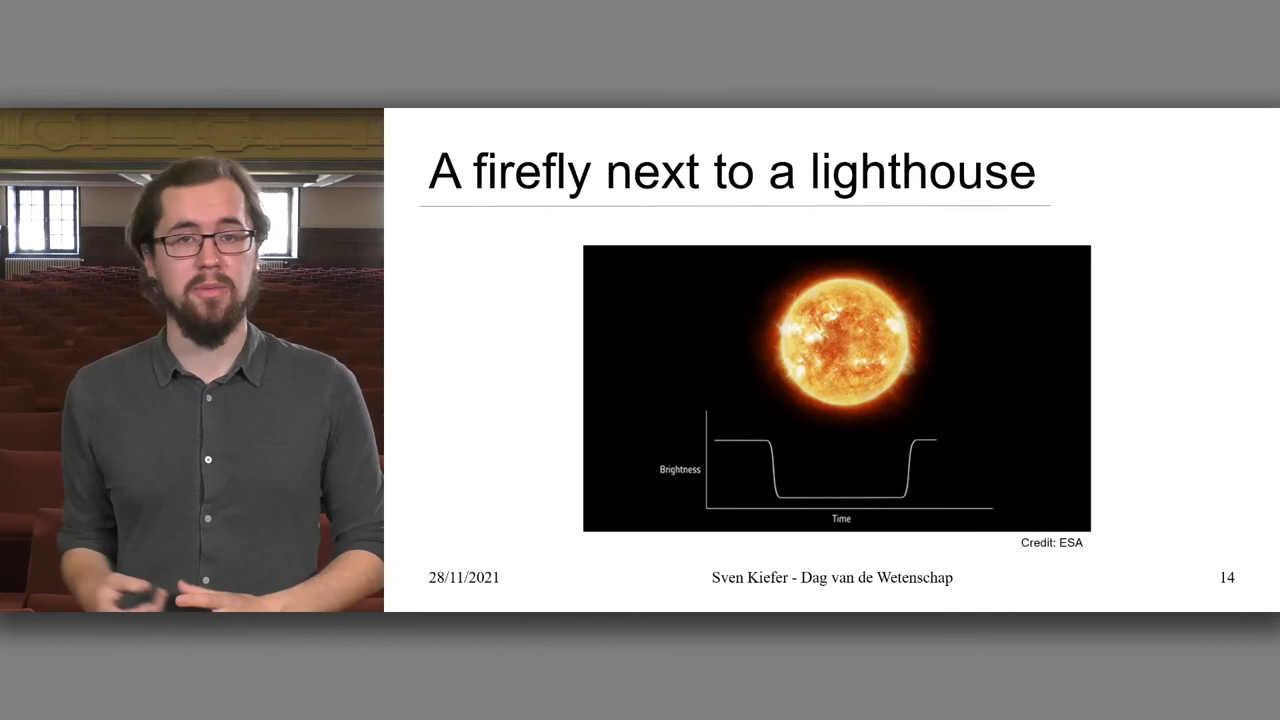 A firefly next to a lighthouse
Brightness
Time
Credit: ESA
28/11/2021
Sven Kiefer - Dag van de Wetenschap
14